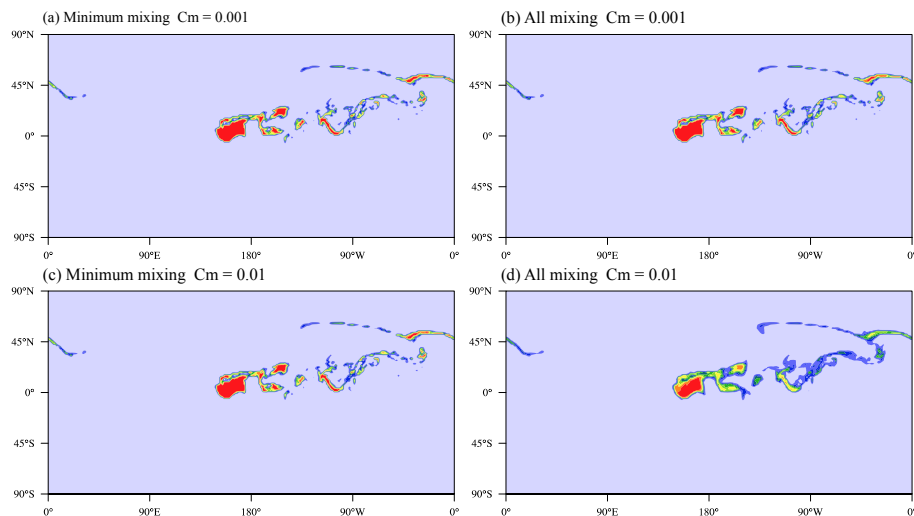 (a) Minimum mixing Cm = 0.001
(b) All mixing Cm = 0.001
90°N
45°N
0°
45°S
90°S
0°
90°E
180°
90°W
0°
90°N
45°N
0°
45°S
90°S
0°
90°E
180°
90°W
0°
(c) Minimum mixing Cm = 0.01
(d) All mixing Cm = 0.01
90°N
45°N
0°
45°S
90°S
0°
90°E
180°
90°W
0°
90°N
45°N
0°
45°S
90°S
0°
90°E
180°
90°W
0°